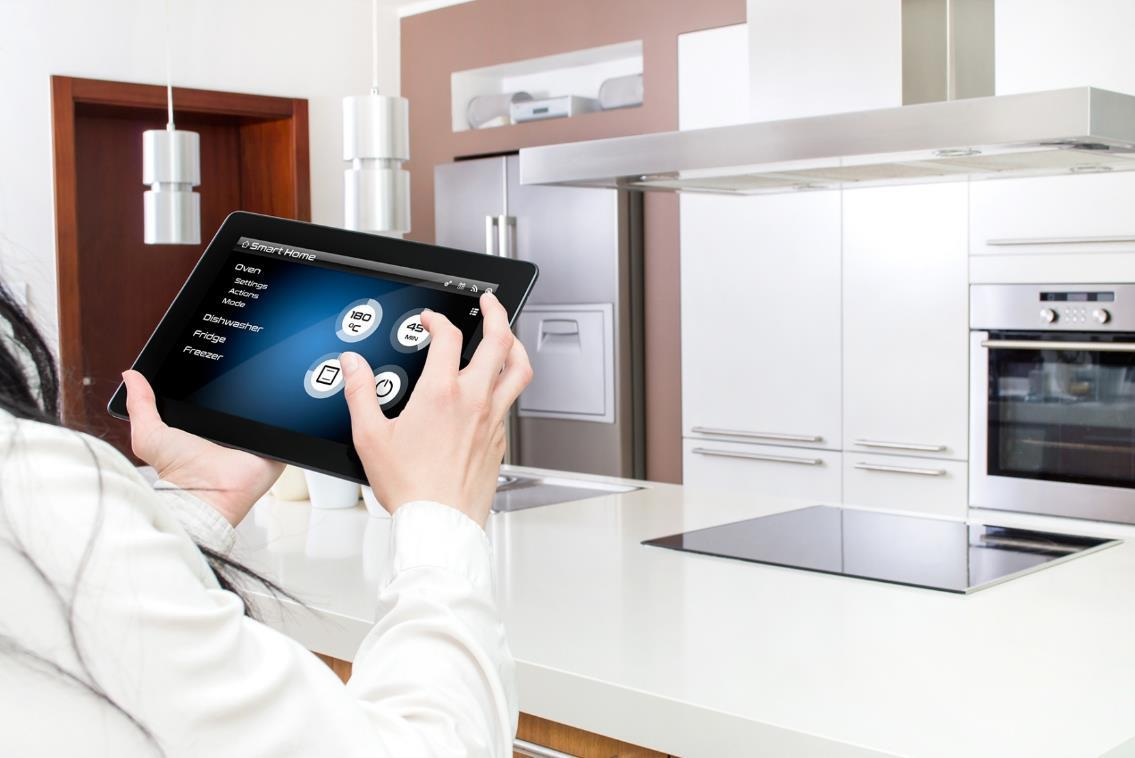 Smart Home
Oven
Settings
Actions
Mode
Dishwasher
Fridge
Freezer
180
°C
45
MIN